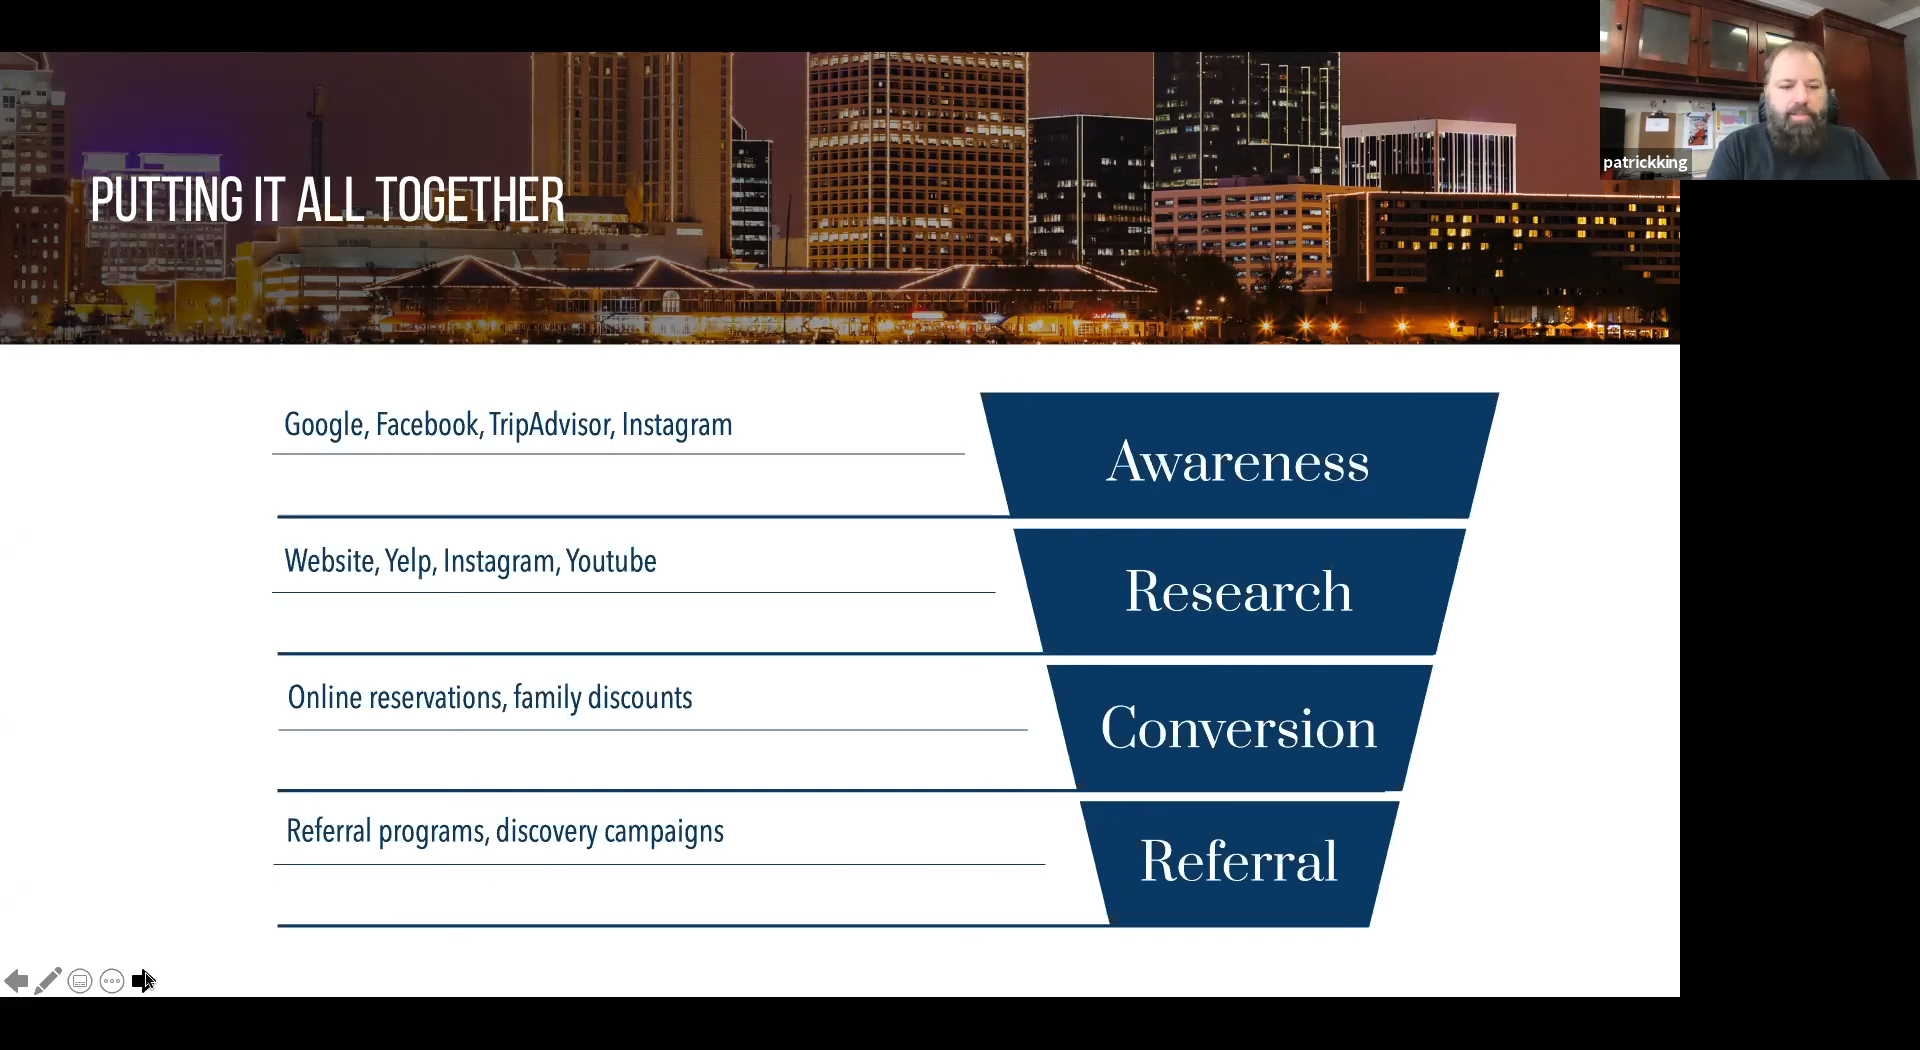 PUTTING IT ALL TOGETHER
patrickking
Google, Facebook, TripAdvisor, Instagram
Awareness
Website, Yelp, Instagram, Youtube
Research
Online reservations, family discounts
Conversion
Referral programs, discovery campaigns
Referral